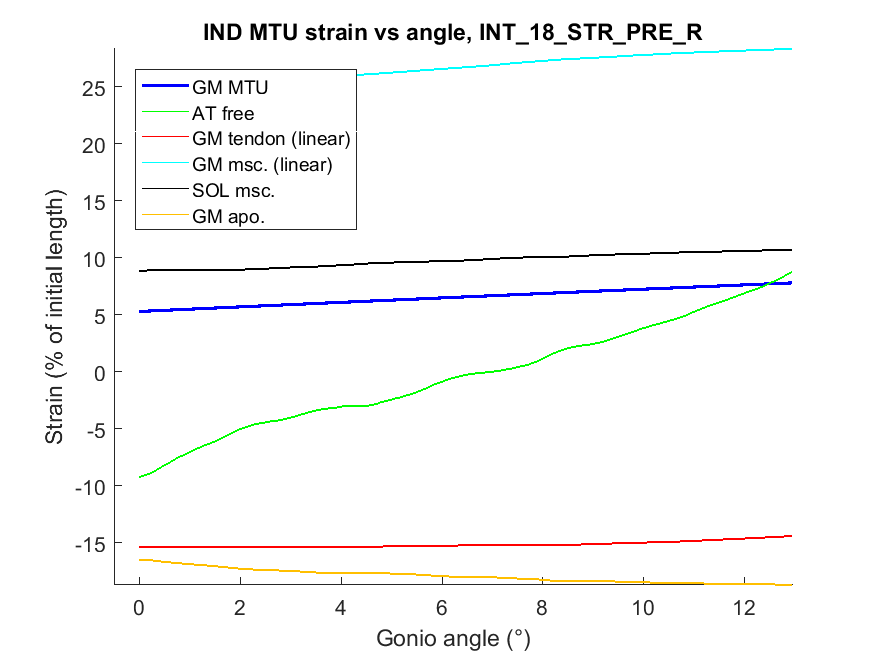 IND MTU strain vs angle, INT_18_STR_PRE_R
Strain (% of initial length)
25
20
15
10
5
0
-5
-10
-15
GM MTU
AT free
GM tendon (linear)
GM msc. (linear)
SOL msc.
GM apo.
0 2 4 6 8 10 12
Gonio angle (°)